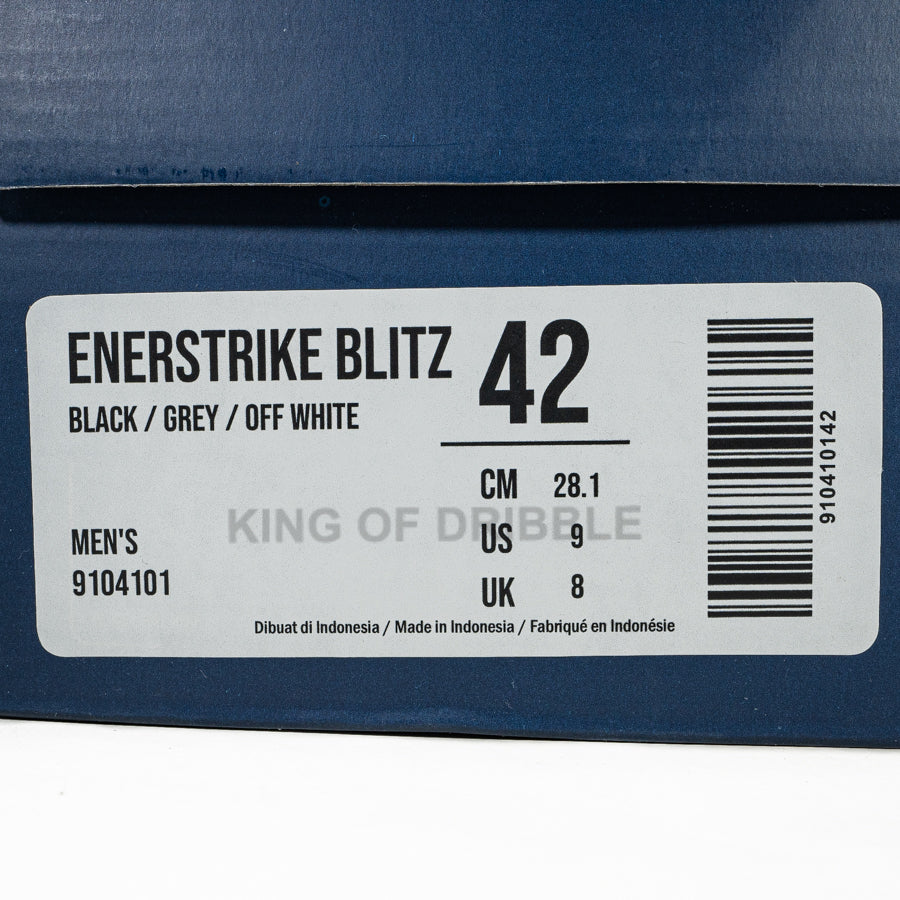 ENERSTRIKE BLITZ
BLACK / GREY / OFF WHITE
42
CM 28.1
US 9
UK 8
KING OF DRIBBLE
MEN'S
9104101
Dibuat di Indonesia / Made in Indonesia / Fabriqué en Indonésie
910410142